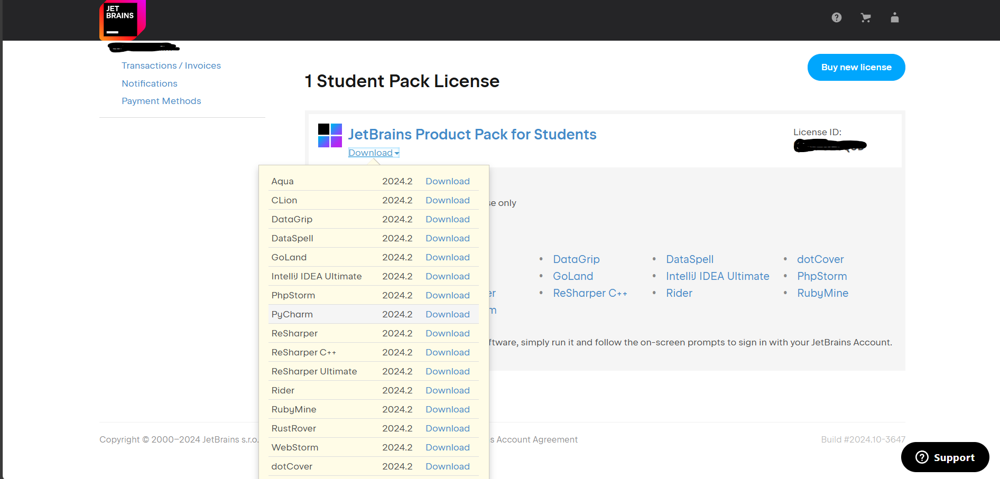 JET
BRAINS
Transactions / Invoices
Notifications
Payment Methods
Buy new license
1 Student Pack License
JetBrains Product Pack for Students
Download
License ID:
Aqua 2024.2 Download
CLion 2024.2 Download
DataGrip 2024.2 Download
DataSpell 2024.2 Download
GoLand 2024.2 Download
IntelliJ IDEA Ultimate 2024.2 Download
PhpStorm 2024.2 Download
PyCharm 2024.2 Download
ReSharper 2024.2 Download
ReSharper C++ 2024.2 Download
ReSharper Ultimate 2024.2 Download
Rider 2024.2 Download
RubyMine 2024.2 Download
RustRover 2024.2 Download
WebStorm 2024.2 Download
dotCover 2024.2 Download
only
• DataGrip • DataSpell • dotCover
• GoLand • IntelliJ IDEA Ultimate • PhpStorm
• ReSharper C++ • Rider • RubyMine
simply run it and follow the on-screen prompts to sign in with your JetBrains Account.
Copyright © 2000–2024 JetBrains s.r.o.
Account Agreement
Build #2024.10-3647
Support